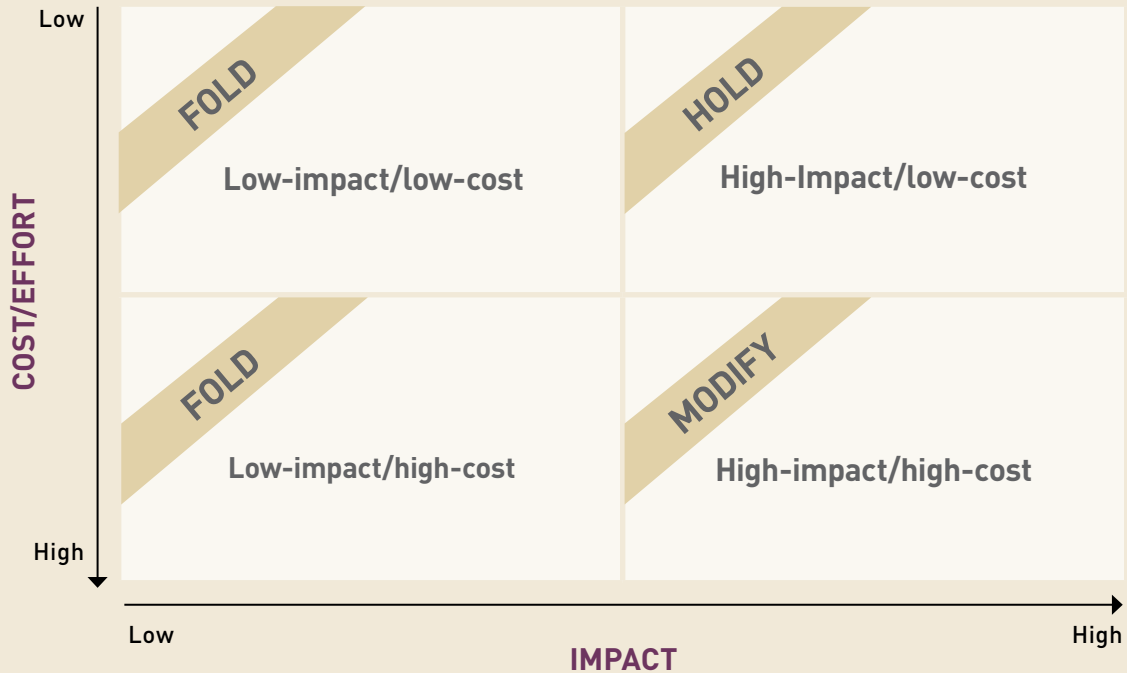 Low
FOLD
HOLD
Low-impact/low-cost
High-Impact/low-cost
COST/EFFORT
FOLD
MODIFY
Low-impact/high-cost
High-impact/high-cost
High
Low
High
IMPACT